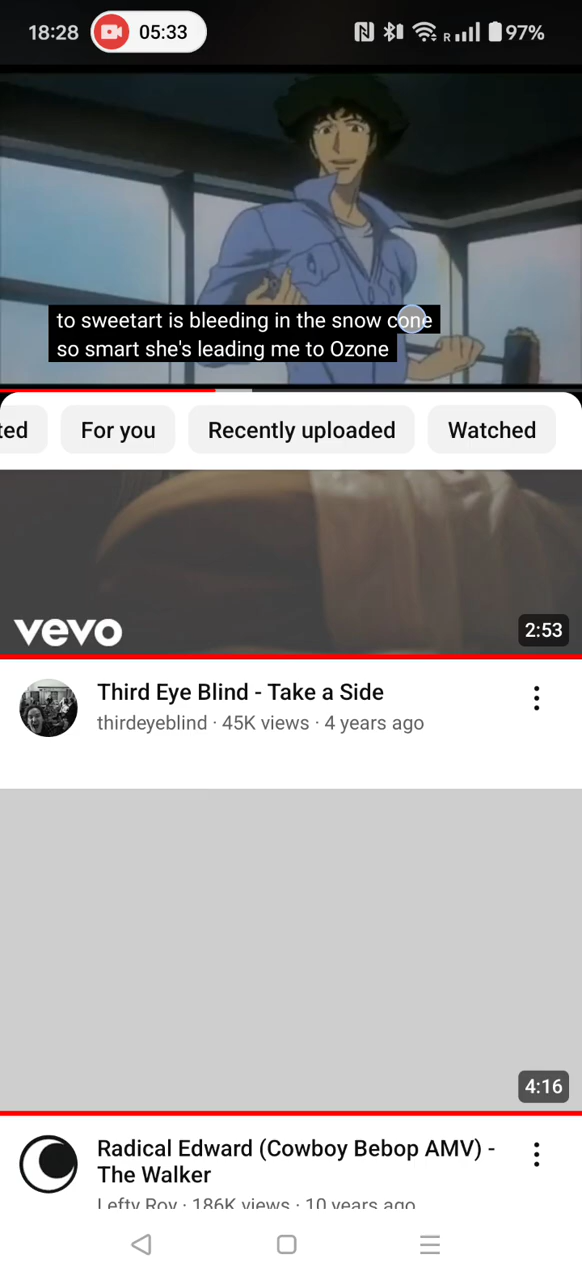 18:28
05:33
R
97%
to sweetart is bleeding in the snow cone
so smart she's leading me to Ozone
ted
For you
Recently uploaded
Watched
vevo
2:53
Third Eye Blind - Take a Side
thirdeyeblind · 45K views · 4 years ago
4:16
Radical Edward (Cowboy Bebop AMV) -
The Walker
Lefty Roy · 186K views · 10 years ago